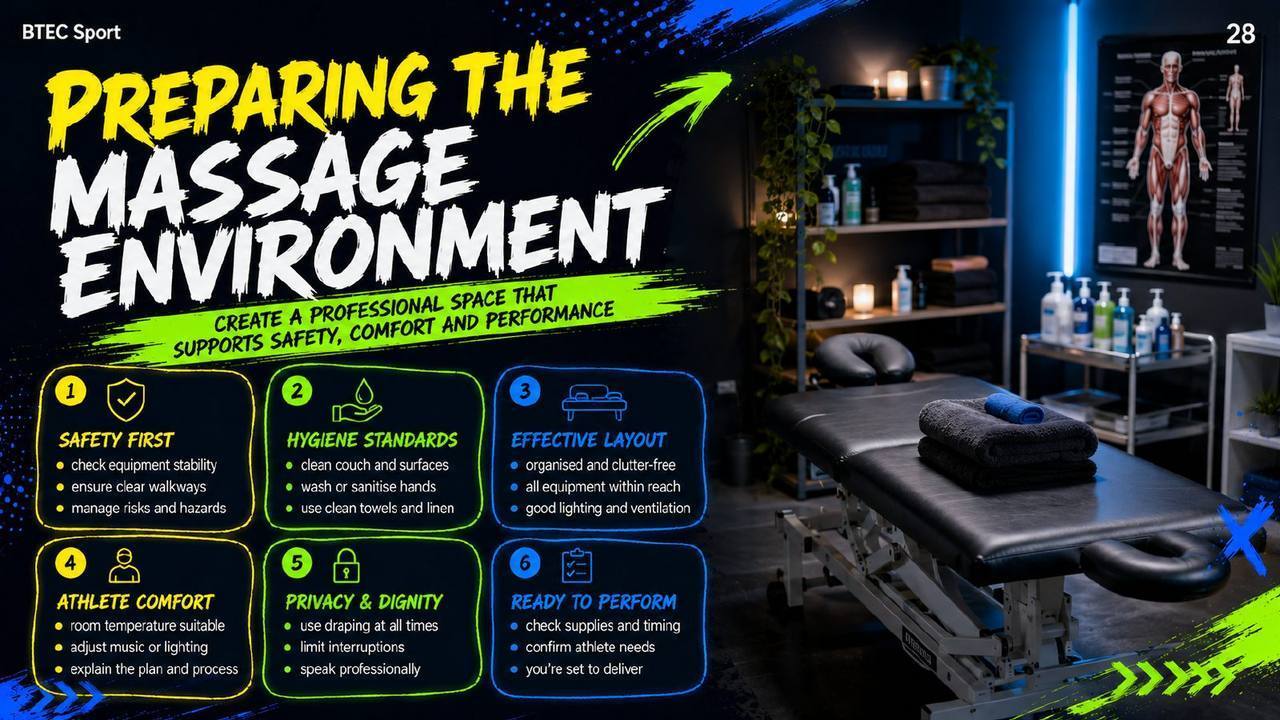 BTEC Sport
28
PREPARING THE
MASSAGE
ENVIRONMENT
CREATE A PROFESSIONAL SPACE THAT
SUPPORTS SAFETY, COMFORT AND PERFORMANCE
1
SAFETY FIRST
• check equipment stability
• ensure clear walkways
• manage risks and hazards
2
HYGIENE STANDARDS
• clean couch and surfaces
• wash or sanitise hands
• use clean towels and linen
3
EFFECTIVE LAYOUT
• organised and clutter-free
• all equipment within reach
• good lighting and ventilation
4
ATHLETE COMFORT
• room temperature suitable
• adjust music or lighting
• explain the plan and process
5
PRIVACY & DIGNITY
• use draping at all times
• limit interruptions
• speak professionally
6
READY TO PERFORM
• check supplies and timing
• confirm athlete needs
• you're set to deliver